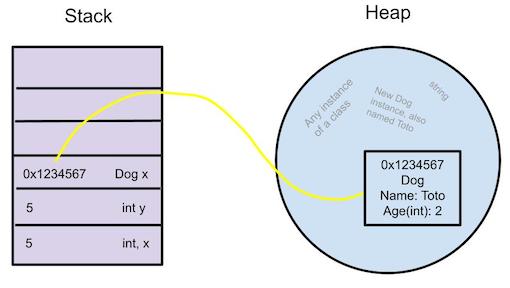 Stack
Heap
0x1234567 Dog x
5 int y
5 int, x
Any instance
of a class
New Dog
instance, also
named Toto
string
0x1234567
Dog
Name: Toto
Age(int): 2